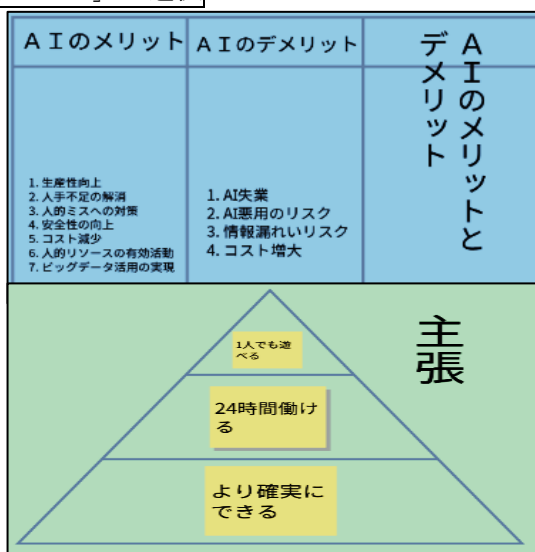 AIのメリット
AIのデメリット
AIのメリットと
デメリット
1. 生産性向上
2. 人手不足の解消
3. 人的ミスへの対策
4. 安全性の向上
5. コスト減少
6. 人的リソースの有効活動
7. ビッグデータ活用の実現
1. AI失業
2. AI悪用のリスク
3. 情報漏れいリスク
4. コスト増大
主張
1人でも遊
べる
24時間働け
る
より確実に
できる